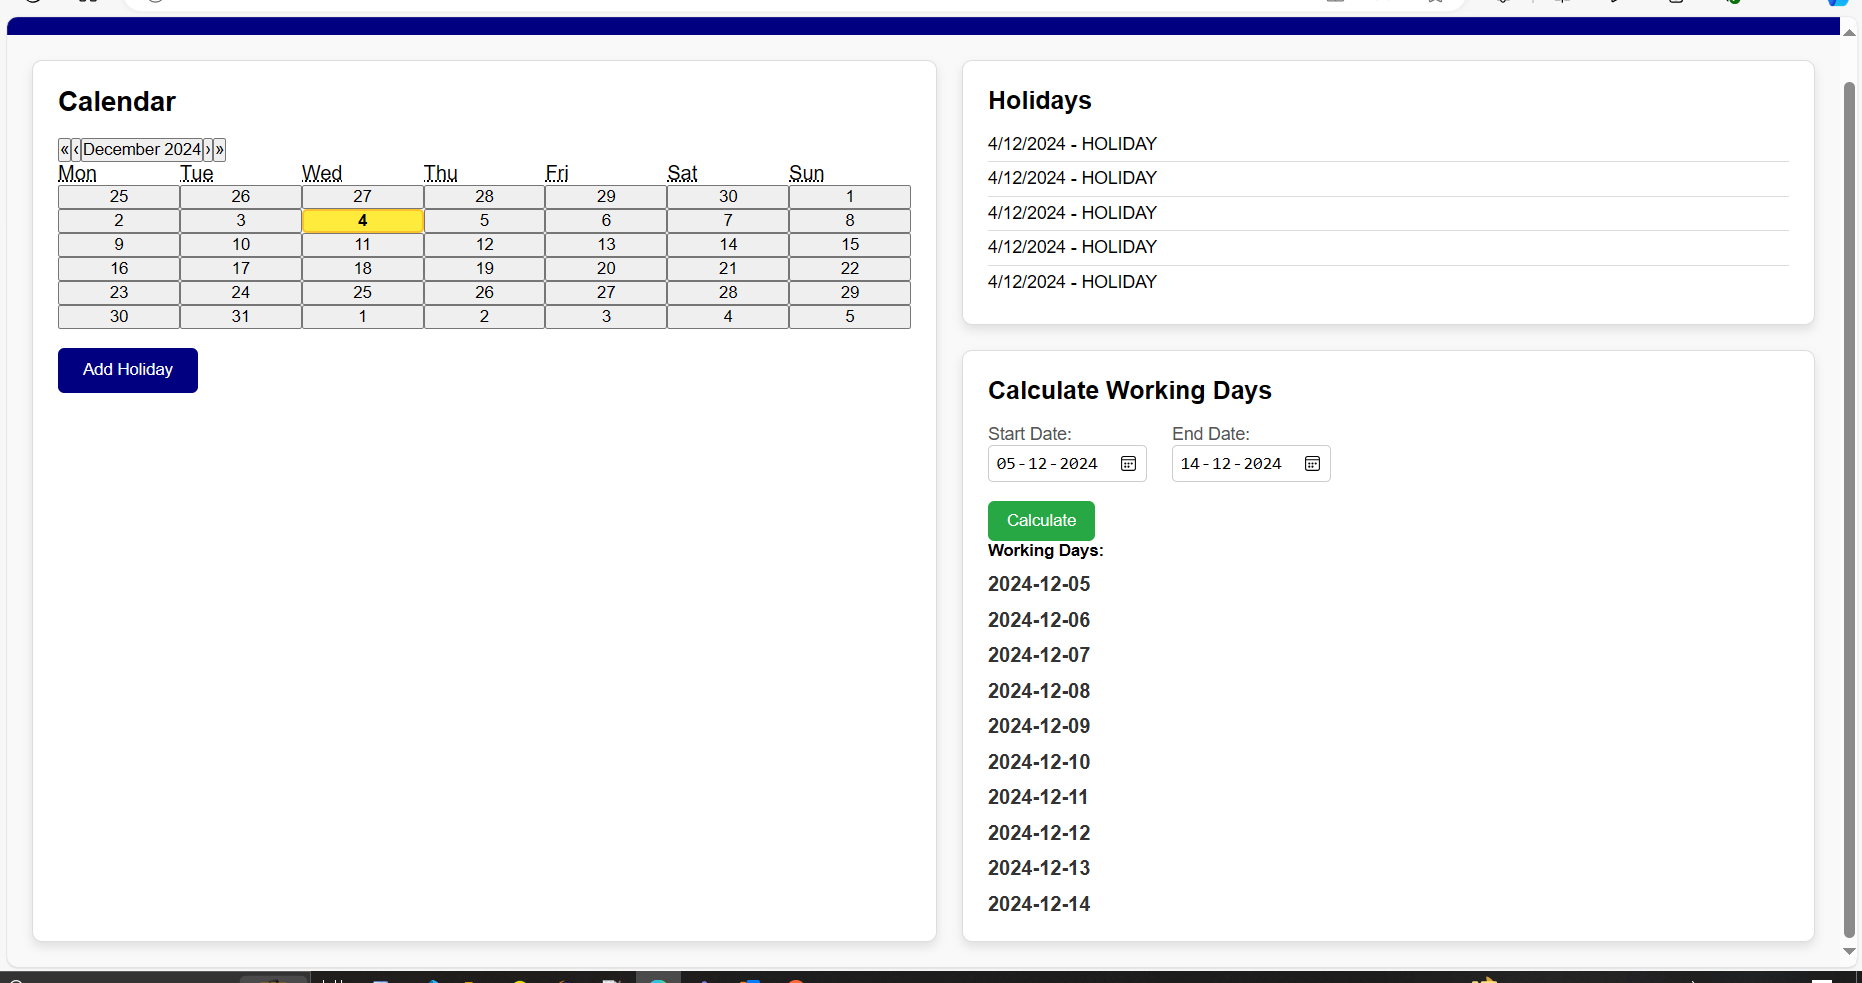 Calendar
«‹December 2024›»
Mon Tue Wed Thu Fri Sat Sun
25 26 27 28 29 30 1
2 3 4 5 6 7 8
9 10 11 12 13 14 15
16 17 18 19 20 21 22
23 24 25 26 27 28 29
30 31 1 2 3 4 5
Add Holiday
Holidays
4/12/2024 - HOLIDAY
4/12/2024 - HOLIDAY
4/12/2024 - HOLIDAY
4/12/2024 - HOLIDAY
4/12/2024 - HOLIDAY
Calculate Working Days
Start Date: End Date:
05-12-2024 14-12-2024
Calculate
Working Days:
2024-12-05
2024-12-06
2024-12-07
2024-12-08
2024-12-09
2024-12-10
2024-12-11
2024-12-12
2024-12-13
2024-12-14